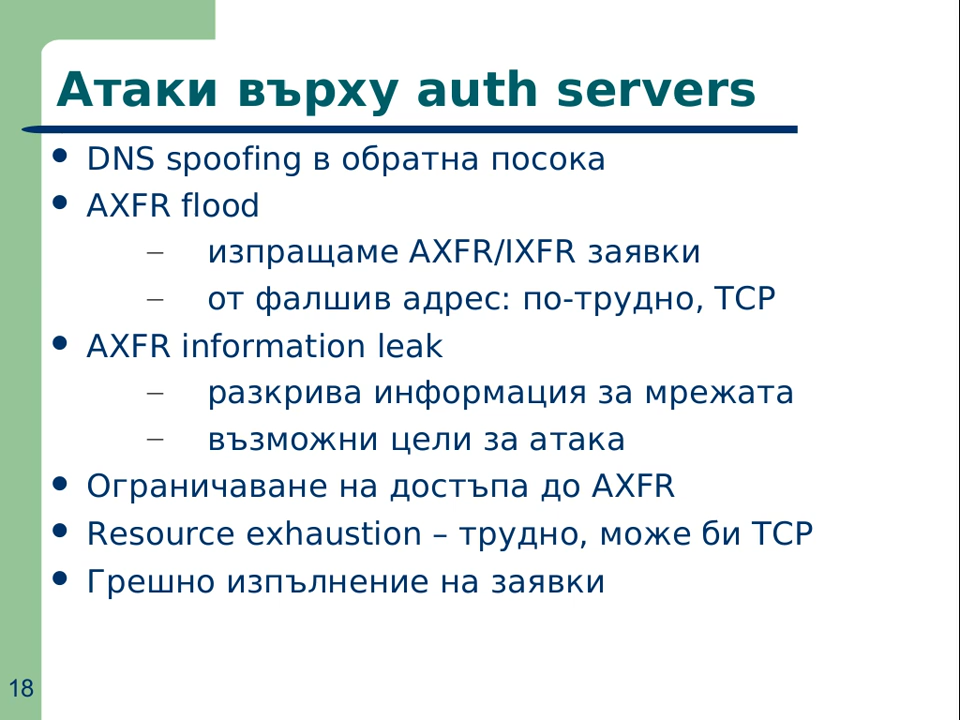 Атаки върху auth servers
● DNS spoofing в обратна посока
● AXFR flood
– изпращаме AXFR/IXFR заявки
– от фалшив адрес: по-трудно, TCP
● AXFR information leak
– разкрива информация за мрежата
– възможни цели за атака
● Ограничаване на достъпа до AXFR
● Resource exhaustion – трудно, може би TCP
● Грешно изпълнение на заявки
18